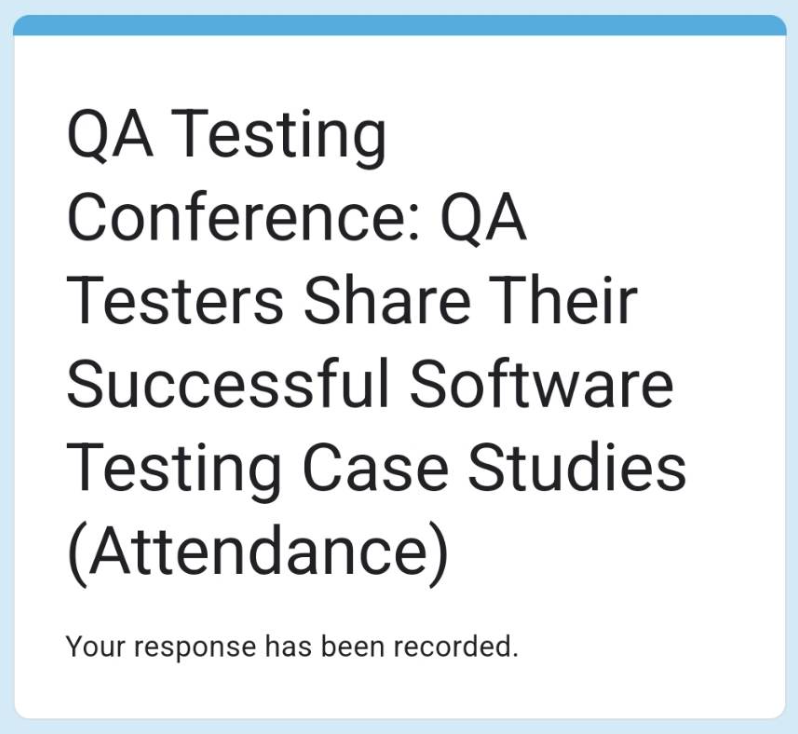 QA Testing
Conference: QA
Testers Share Their
Successful Software
Testing Case Studies
(Attendance)
Your response has been recorded.